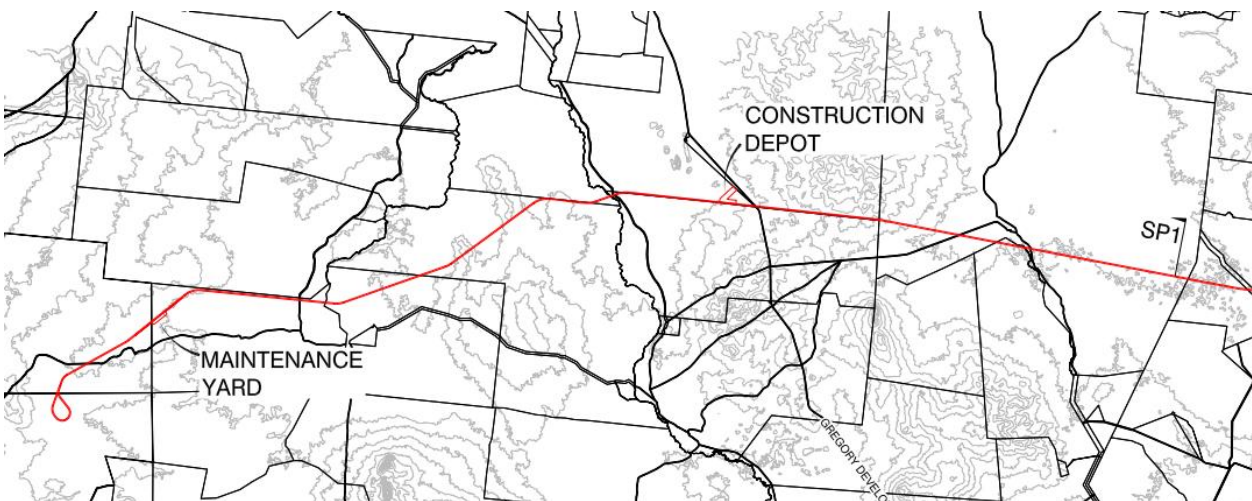 CONSTRUCTION
DEPOT
SP1
MAINTENANCE
YARD
GREGORY DEVELO